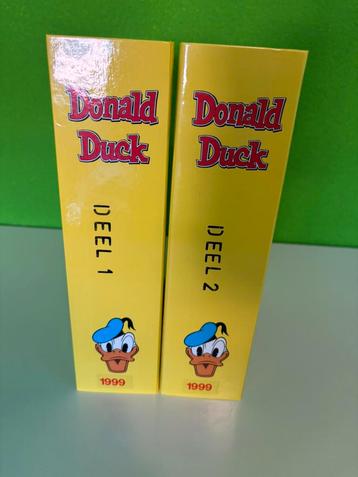 Donald
Duck
DEEL 1
1999
Donald
Duck
DEEL 2
1999